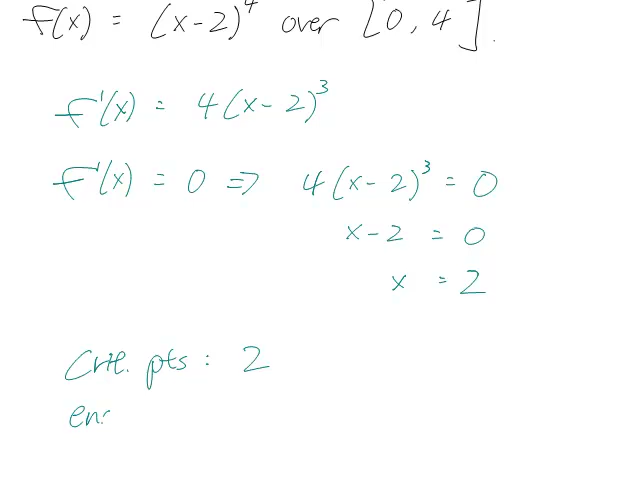 f(x) = (x-2)^4 over [0, 4].
f'(x) = 4(x-2)^3
f'(x) = 0 => 4(x-2)^3 = 0
x-2 = 0
x = 2
Crit. pts : 2